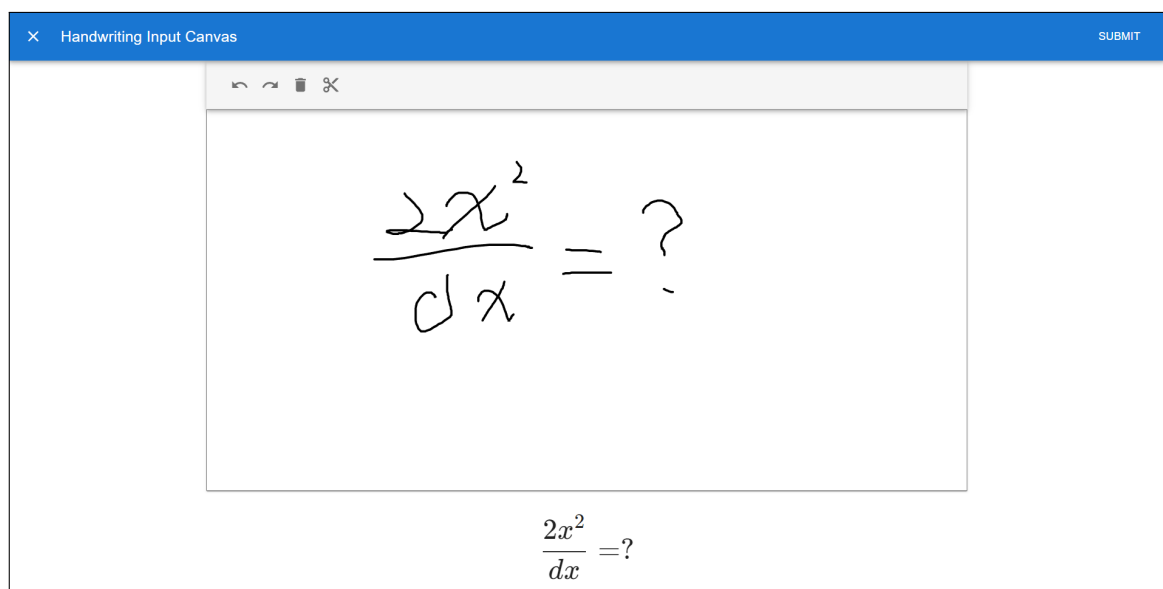 Handwriting Input Canvas
SUBMIT
2x²
dx
= ?
2x²
dx
=?